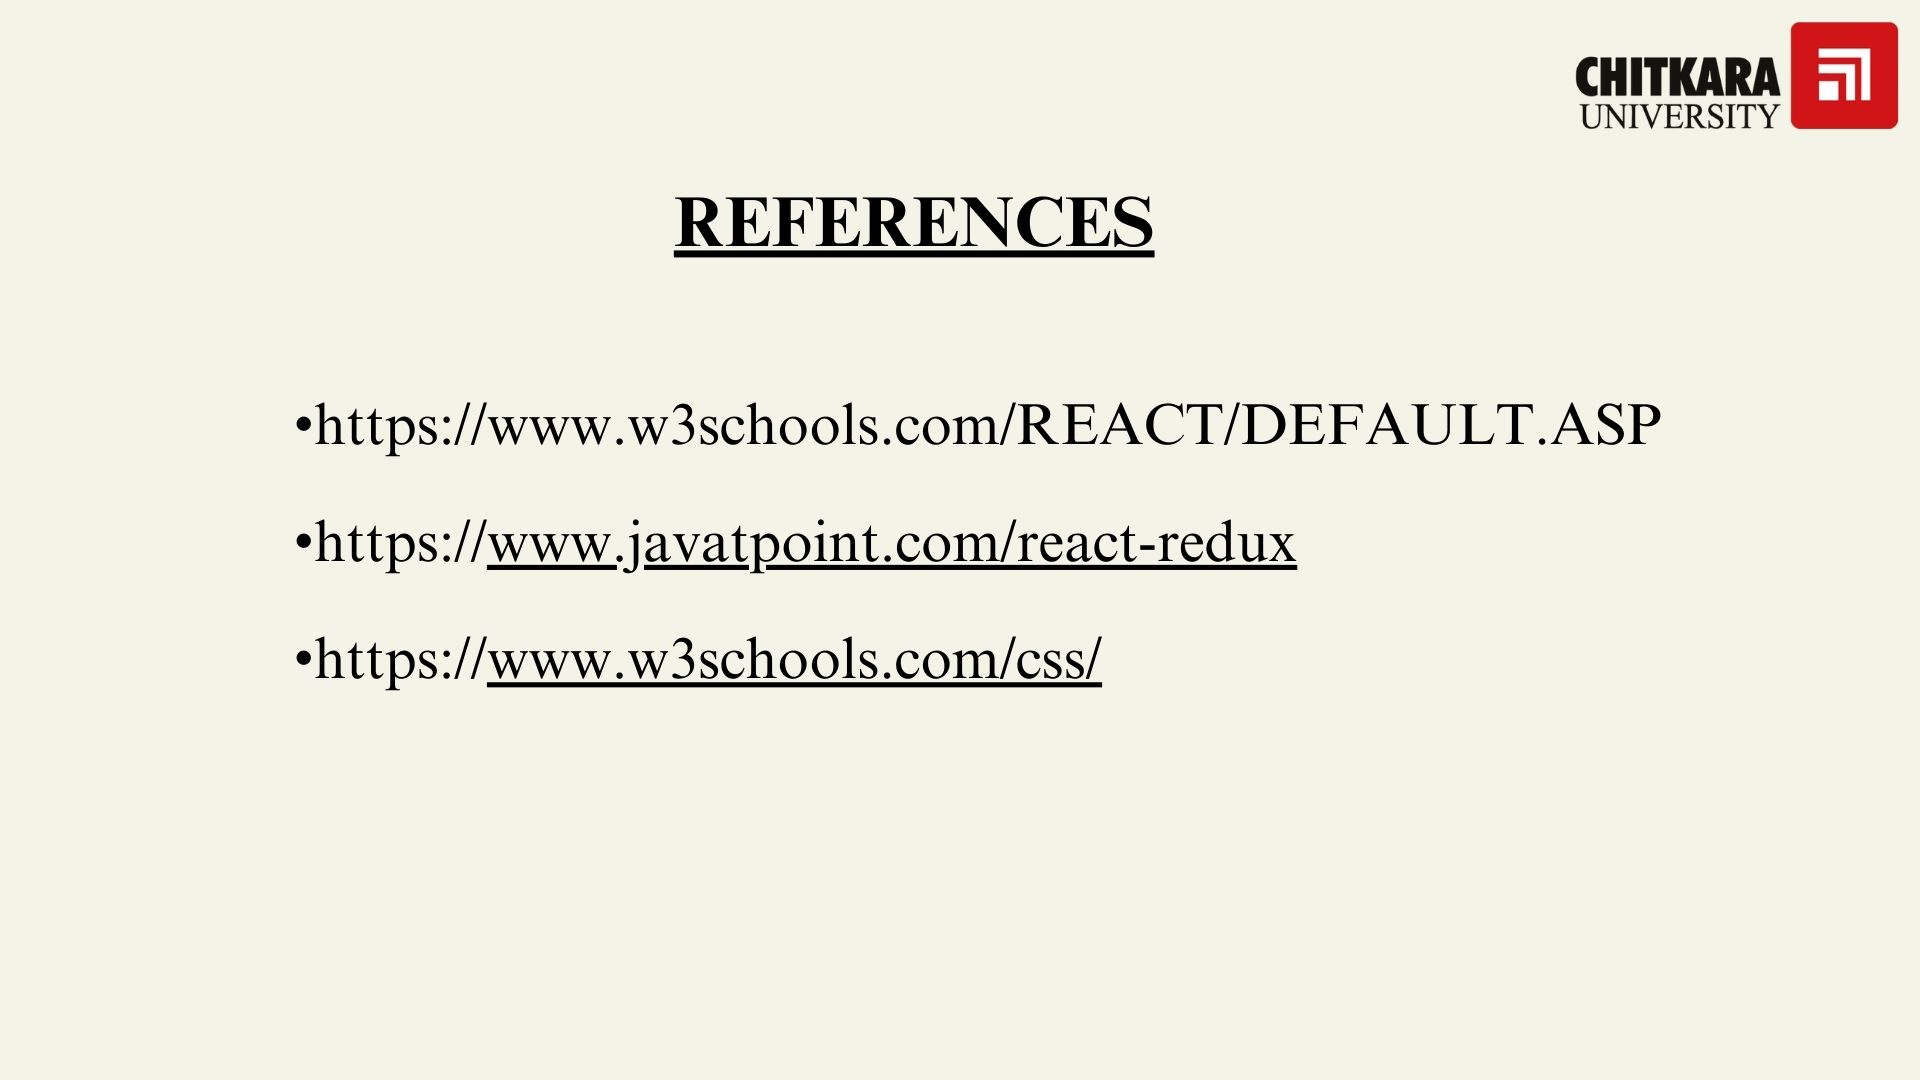 CHITKARA
UNIVERSITY
REFERENCES
•https://www.w3schools.com/REACT/DEFAULT.ASP
•https://www.javatpoint.com/react-redux
•https://www.w3schools.com/css/